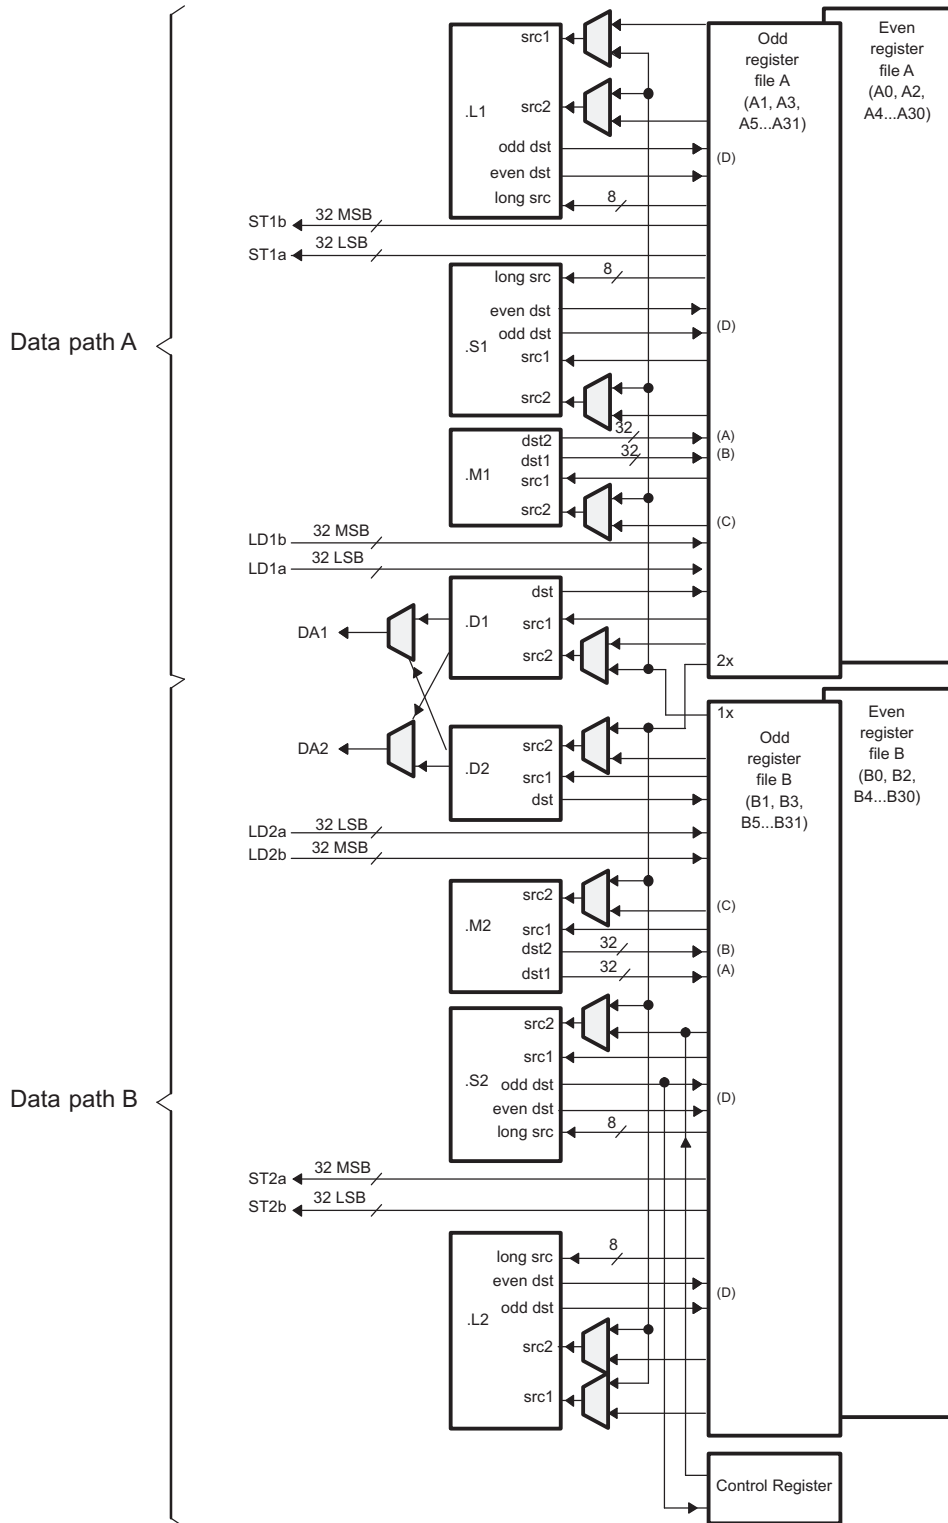 Data path A
Data path B
src1
src2
.L1
odd dst
even dst
long src
8
ST1b
32 MSB
ST1a
32 LSB
long src
8
even dst
odd dst
.S1
src1
src2
32
dst2
32
dst1
.M1
src1
src2
LD1b
32 MSB
LD1a
32 LSB
dst
.D1
src1
src2
DA1
DA2
.D2
src2
src1
dst
LD2a
32 LSB
LD2b
32 MSB
src2
.M2
src1
dst2
32
dst1
32
src2
src1
.S2
odd dst
even dst
long src
8
ST2a
32 MSB
ST2b
32 LSB
long src
8
even dst
odd dst
.L2
src2
src1
Odd
register
file A
(A1, A3,
A5...A31)
(D)
(D)
(A)
(B)
(C)
2x
Even
register
file A
(A0, A2,
A4...A30)
1x
Odd
register
file B
(B1, B3,
B5...B31)
(C)
(B)
(A)
(D)
(D)
Even
register
file B
(B0, B2,
B4...B30)
Control Register